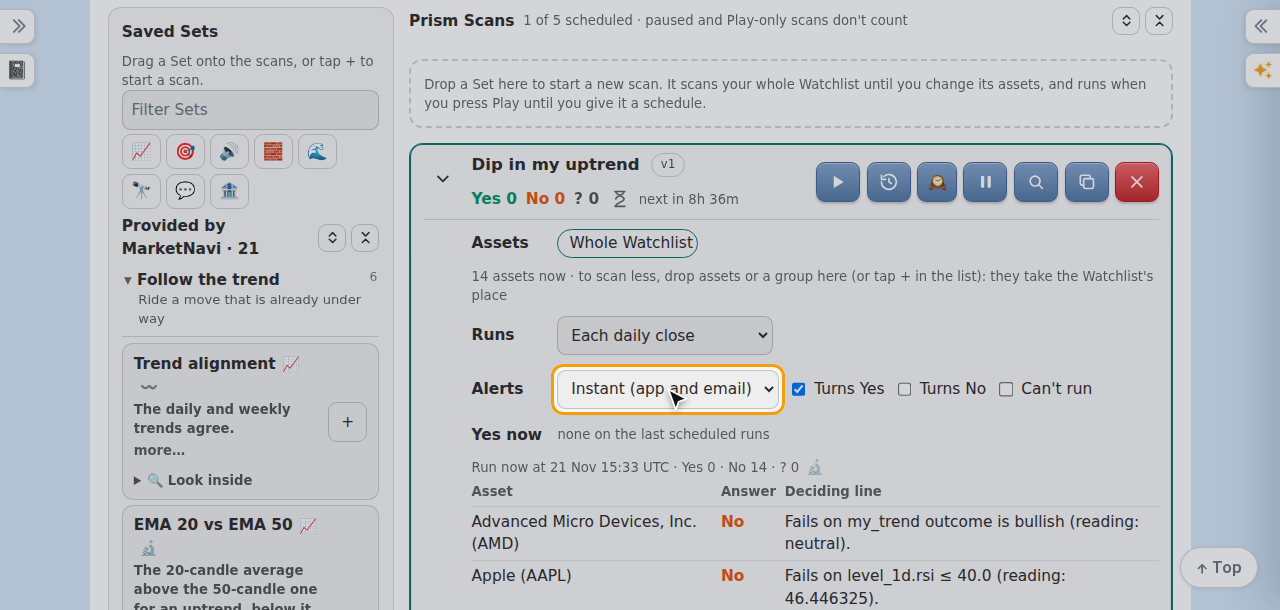 Saved Sets
Drag a Set onto the scans, or tap + to
start a scan.
Filter Sets
Provided by
MarketNavi · 21
Follow the trend
6
Ride a move that is already under
way
Trend alignment
The daily and weekly
trends agree.
more...
+
Look inside
EMA 20 vs EMA 50
The 20-candle average
above the 50-candle one
for an uptrend, below it
Prism Scans
1 of 5 scheduled · paused and Play-only scans don't count
Drop a Set here to start a new scan. It scans your whole Watchlist until you change its assets, and runs when
you press Play until you give it a schedule.
Dip in my uptrend
v1
Yes 0 No 0 ? 0
next in 8h 36m
Assets
Whole Watchlist
14 assets now · to scan less, drop assets or a group here (or tap + in the list): they take the Watchlist's
place
Runs
Each daily close
Alerts
Instant (app and email)
Turns Yes
Turns No
Can't run
Yes now
none on the last scheduled runs
Run now at 21 Nov 15:33 UTC · Yes 0 · No 14 · ? 0
Asset
Answer
Deciding line
Advanced Micro Devices, Inc.
(AMD)
No
Fails on my_trend outcome is bullish (reading:
neutral).
Apple (AAPL)
No
Fails on level_1d.rsi ≤ 40.0 (reading:
46.446325).
↑ Top